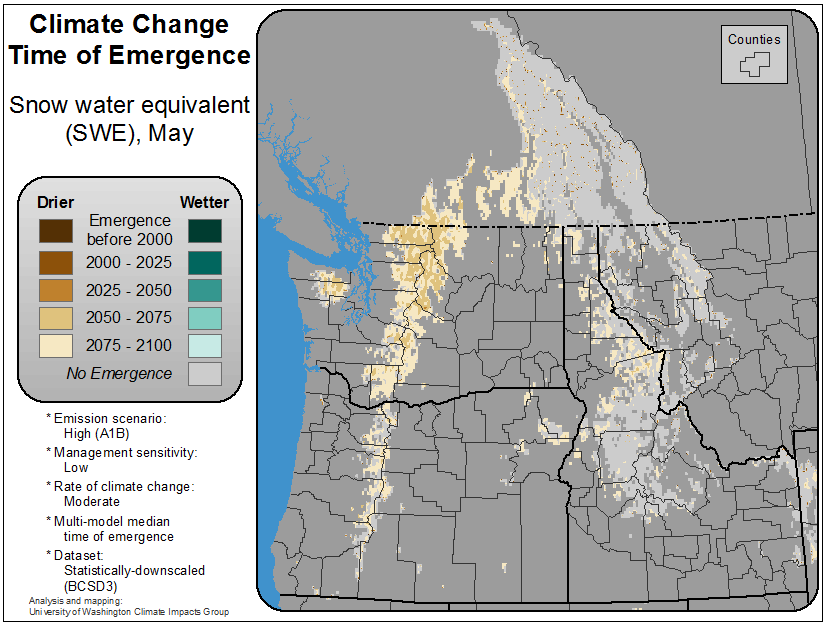 Climate Change
Time of Emergence
Snow water equivalent
(SWE), May
Counties
Drier
Wetter
Emergence
before 2000
2000 - 2025
2025 - 2050
2050 - 2075
2075 - 2100
No Emergence
* Emission scenario:
High (A1B)
* Management sensitivity:
Low
* Rate of climate change:
Moderate
* Multi-model median
time of emergence
* Dataset:
Statistically-downscaled
(BCSD3)
Analysis and mapping:
University of Washington Climate Impacts Group